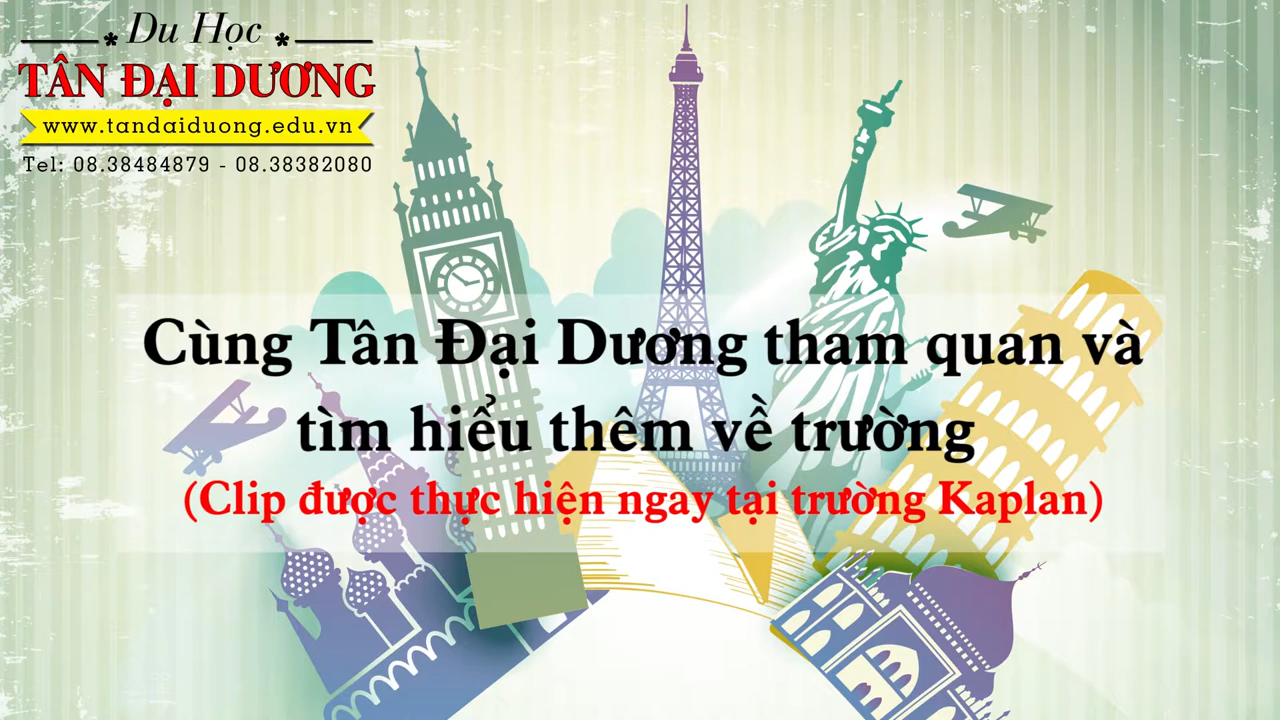 Du Học
TÂN ĐẠI DƯƠNG
www.tandaiduong.edu.vn
Tel: 08.38484879 - 08.38382080
Cùng Tân Đại Dương tham quan và
tìm hiểu thêm về trường
(Clip được thực hiện ngay tại trường Kaplan)